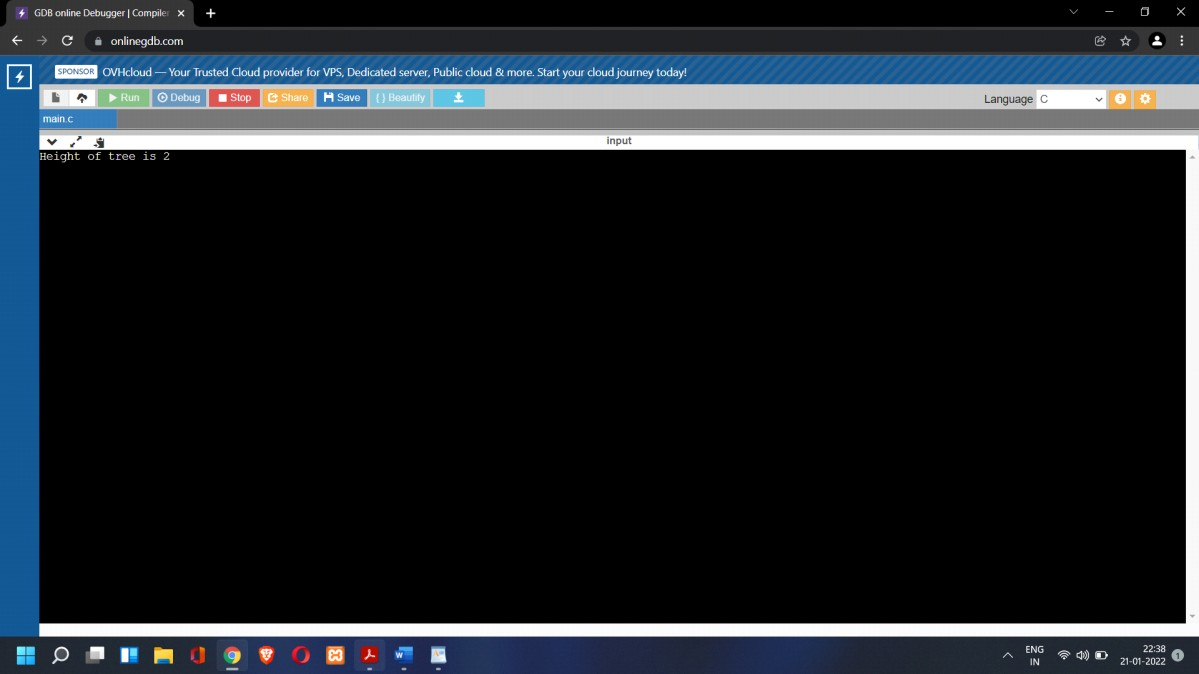 GDB online Debugger | Compiler
onlinegdb.com
SPONSOR OVHcloud — Your Trusted Cloud provider for VPS, Dedicated server, Public cloud & more. Start your cloud journey today!
Run Debug Stop Share Save { } Beautify Language C
main.c
input
Height of tree is 2
ENG 22:38
IN 21-01-2022 1